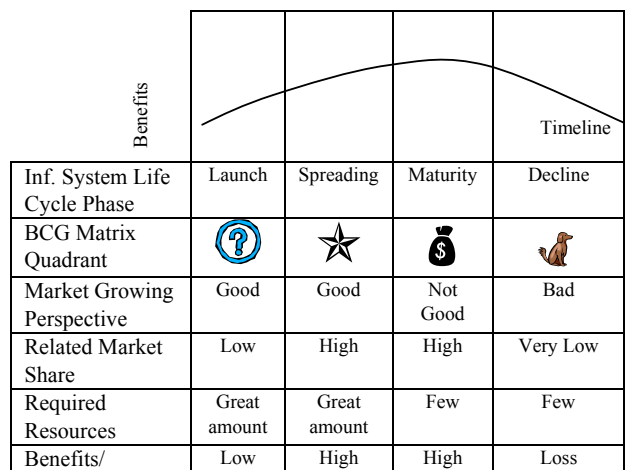 Benefits
Timeline
Inf. System Life Launch Spreading Maturity Decline
Cycle Phase
BCG Matrix ? $
Quadrant
Market Growing Good Good Not Bad
Perspective Good
Related Market Low High High Very Low
Share
Required Great Great Few Few
Resources amount amount
Benefits/ Low High High Loss